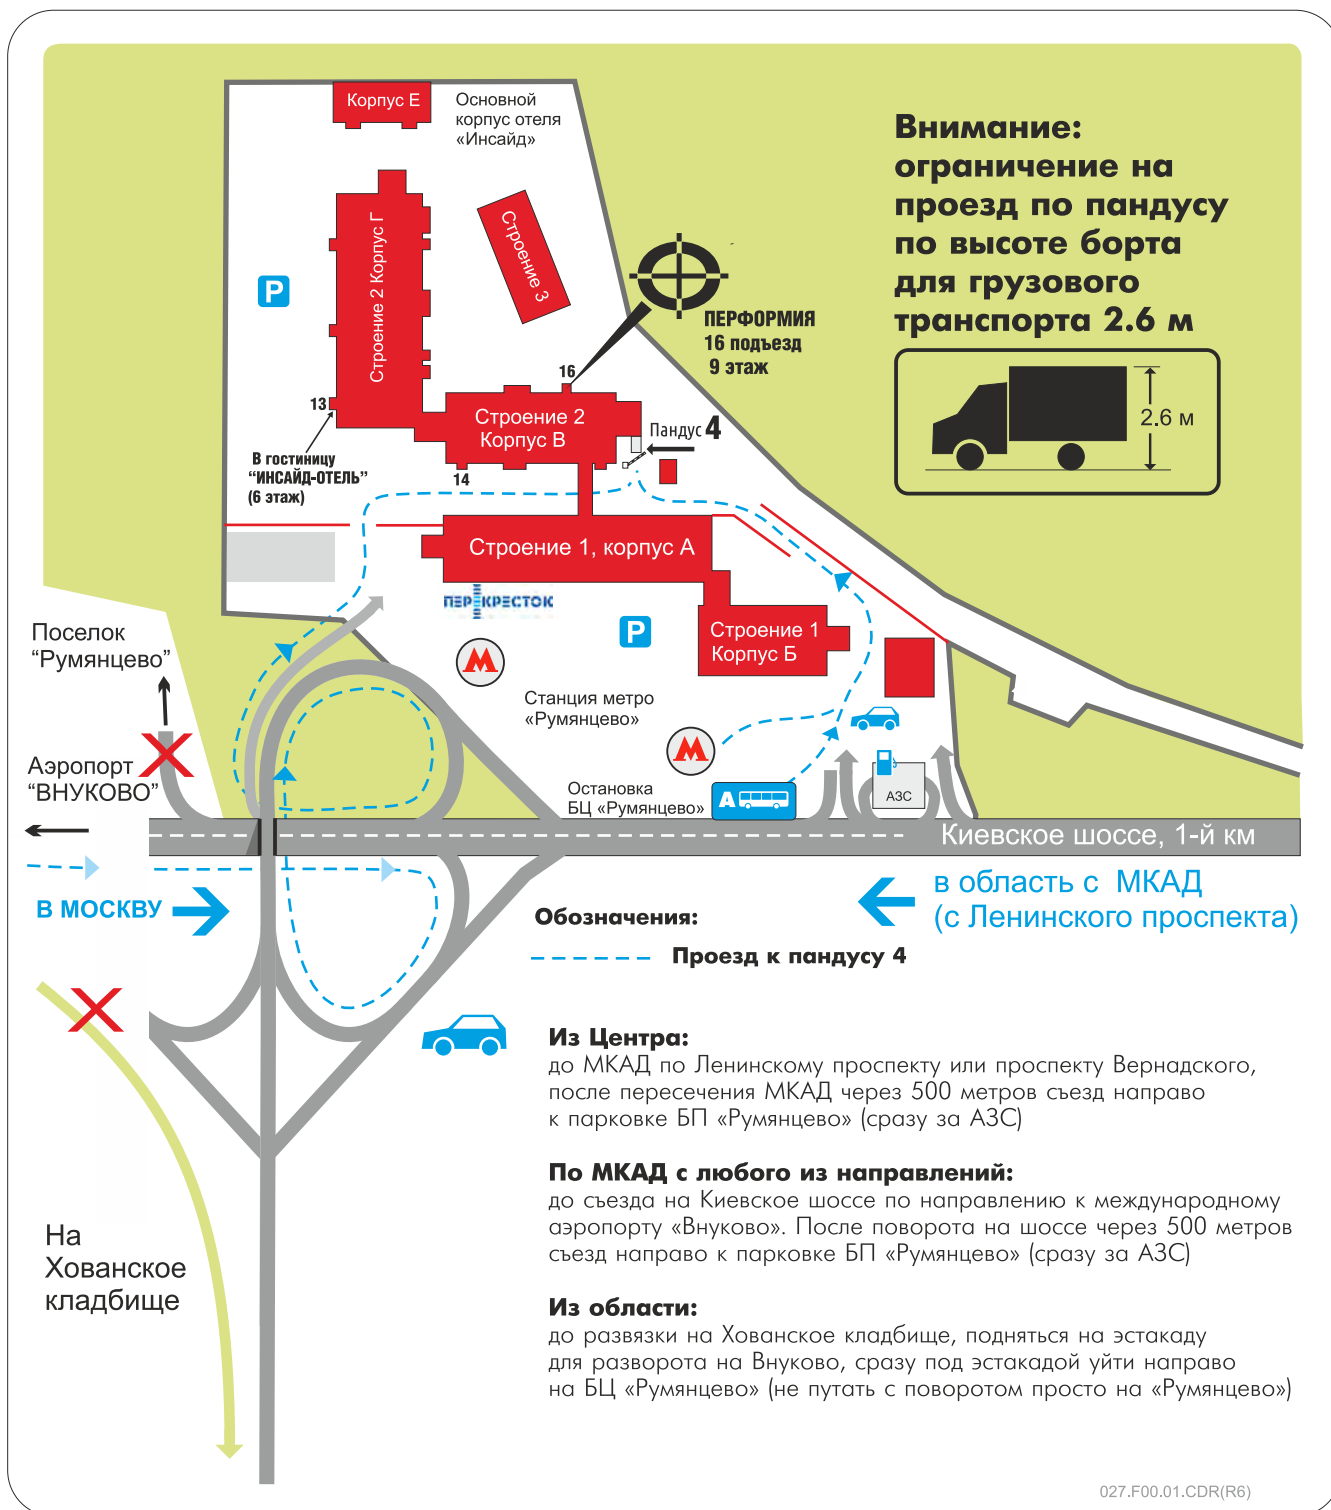 Корпус Е
Основной
корпус отеля
«Инсайд»
Внимание:
ограничение на
проезд по пандусу
по высоте борта
для грузового
транспорта 2.6 м
2.6 м
P
Строение 2 Корпус Г
Строение 3
ПЕРФОРМИЯ
16 подъезд
9 этаж
16
13
Строение 2
Корпус В
Пандус 4
В гостиницу
“ИНСАЙД-ОТЕЛЬ”
(6 этаж)
14
Строение 1, корпус А
ПЕРЕКРЕСТОК
P
Строение 1
Корпус Б
Поселок
“Румянцево”
М
Станция метро
«Румянцево»
М
Аэропорт
“ВНУКОВО”
Остановка
БЦ «Румянцево»
А
АЗС
Киевское шоссе, 1-й км
В МОСКВУ
в область с МКАД
(с Ленинского проспекта)
Обозначения:
Проезд к пандусу 4
Из Центра:
до МКАД по Ленинскому проспекту или проспекту Вернадского,
после пересечения МКАД через 500 метров съезд направо
к парковке БП «Румянцево» (сразу за АЗС)
По МКАД с любого из направлений:
до съезда на Киевское шоссе по направлению к международному
аэропорту «Внуково». После поворота на шоссе через 500 метров
съезд направо к парковке БП «Румянцево» (сразу за АЗС)
На
Хованское
кладбище
Из области:
до развязки на Хованское кладбище, подняться на эстакаду
для разворота на Внуково, сразу под эстакадой уйти направо
на БЦ «Румянцево» (не путать с поворотом просто на «Румянцево»)
027.F00.01.CDR(R6)